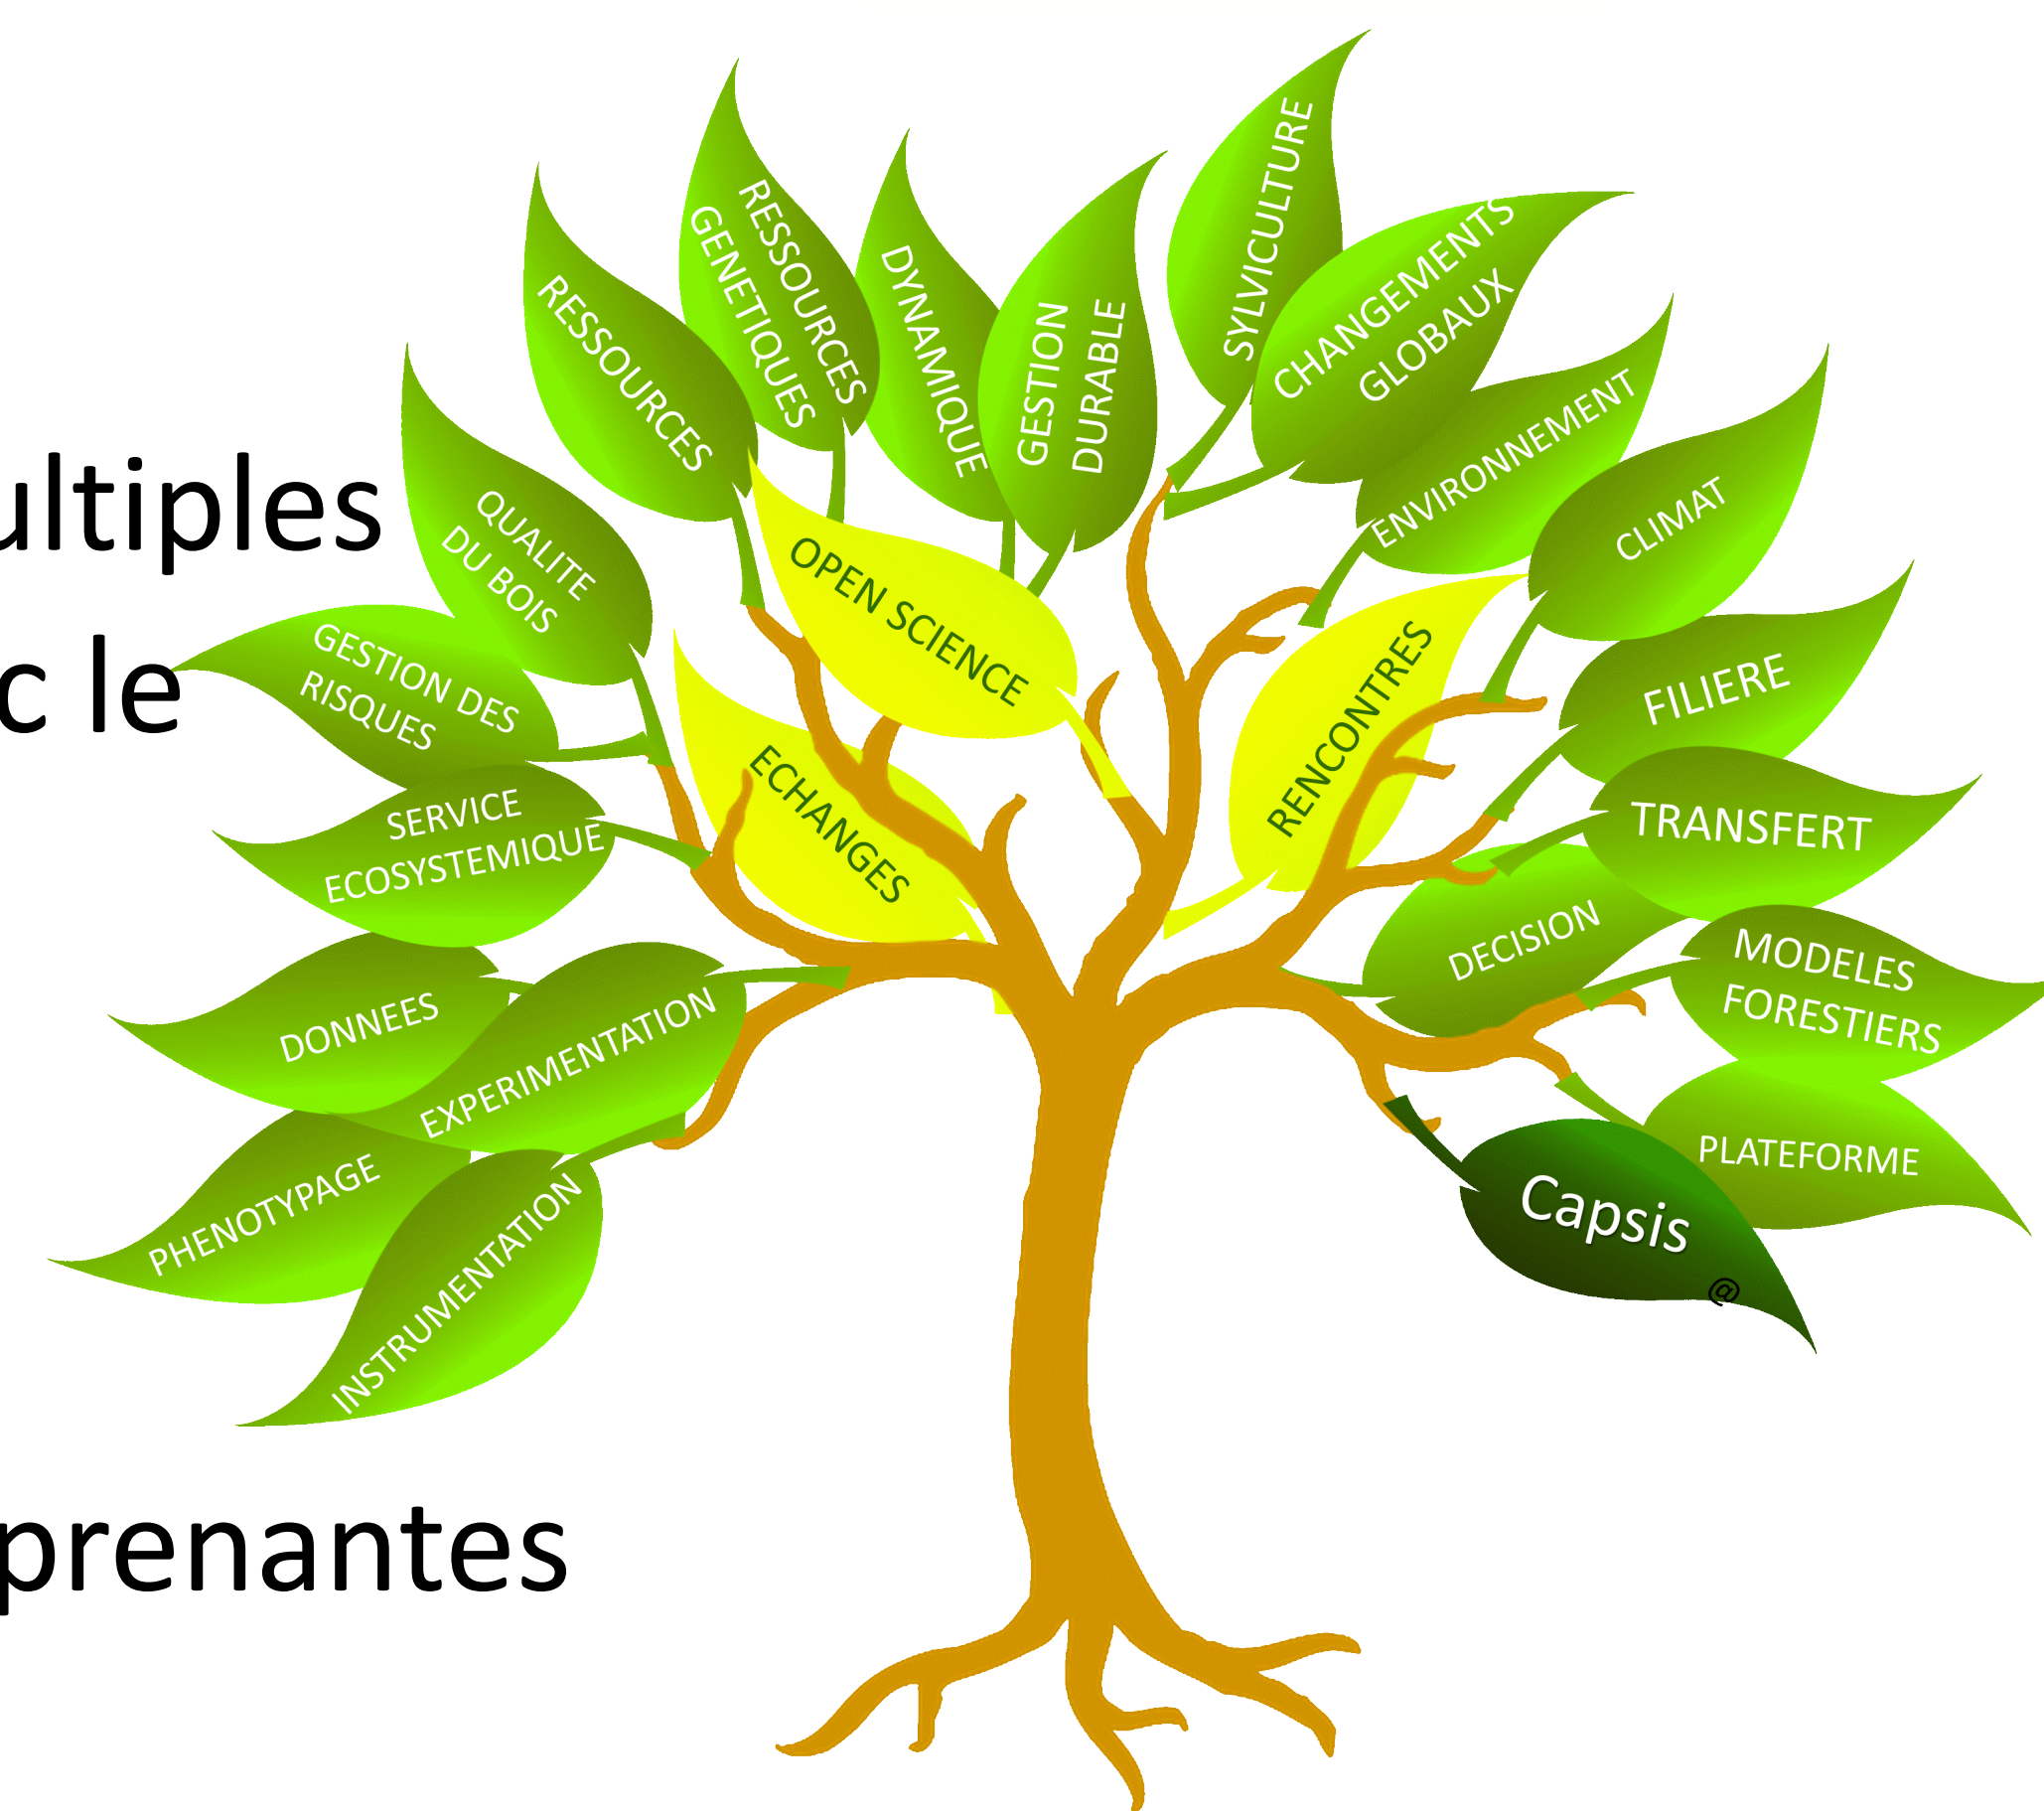 ultiples
c le
prenantes
SYLVICULTURE
RESSOURCES
GENETIQUES
DYNAMIQUE
GESTION
DURABLE
CHANGEMENTS
GLOBAUX
RESSOURCES
ENVIRONNEMENT
CLIMAT
QUALITE
DU BOIS
OPEN SCIENCE
RENCONTRES
GESTION DES
RISQUES
FILIERE
ECHANGES
SERVICE
ECOSYSTEMIQUE
TRANSFERT
DECISION
MODELES
FORESTIERS
DONNEES
EXPERIMENTATION
PLATEFORME
PHENOTYPAGE
INSTRUMENTATION
Capsis
@